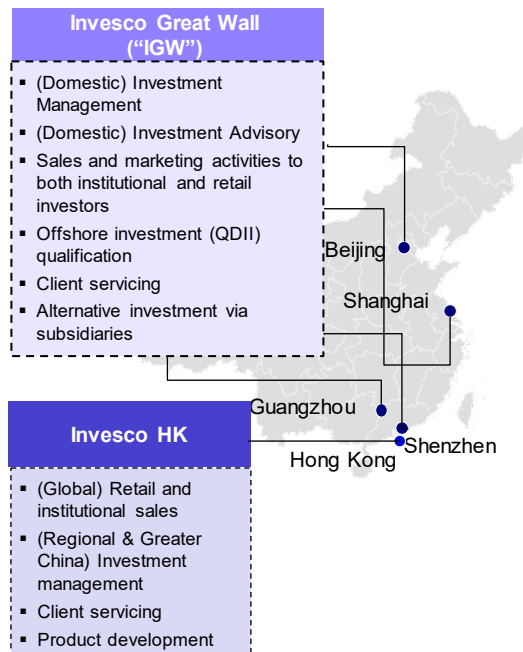 Invesco Great Wall
(“IGW”)
▪ (Domestic) Investment
Management
▪ (Domestic) Investment Advisory
▪ Sales and marketing activities to
both institutional and retail
investors
▪ Offshore investment (QDII)
qualification
▪ Client servicing
▪ Alternative investment via
subsidiaries
Beijing
Shanghai
Guangzhou
Shenzhen
Hong Kong
Invesco HK
▪ (Global) Retail and
institutional sales
▪ (Regional & Greater
China) Investment
management
▪ Client servicing
▪ Product development